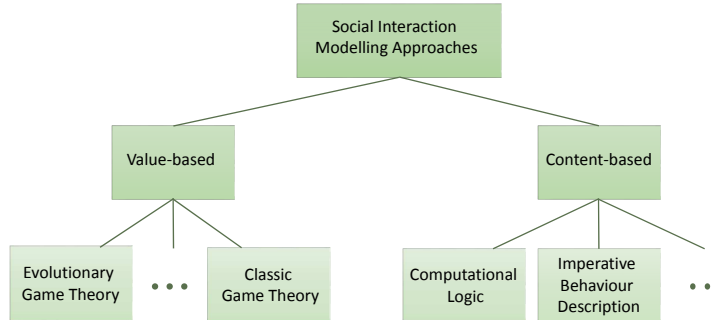 Social Interaction
Modelling Approaches
Value-based
Content-based
Evolutionary
Game Theory
•••
Classic
Game Theory
Computational
Logic
Imperative
Behaviour
Description
••